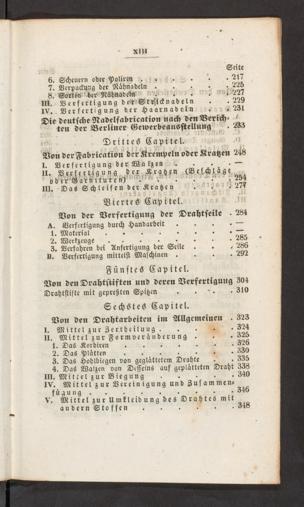 XIII
Seite
6. Scheuern oder Poliren . . . . . . 217
7. Verpackung der Nähnadeln . . . . . 225
8. Sorten der Nähnadeln . . . . . 227
III. Verfertigung der Stricknadeln . . 229
IV. Verfertigung der Haarnadeln . . 231
Die deutsche Nadelfabrication nach den Berich-
ten der Berliner Gewerbeausstellung . . 233
Drittes Capitel.
Von der Fabrication der Krempeln oder Kratzen 248
I. Verfertigung der Walzen . . . . —
II. Verfertigung der Kratzen (Beschläge
oder Garnituren) . . . . . 254
III. Das Schleifen der Kratzen . . . . 277
Viertes Capitel.
Von der Verfertigung der Drahtseile . 284
A. Verfertigung durch Handarbeit . . . . —
1. Material . . . . . . . —
2. Werkzeuge . . . . . . . 285
3. Verfahren bei Anfertigung der Seile . . . 286
B. Verfertigung mittelst Maschinen . . . . 292
Fünftes Capitel.
Von den Drahtstiften und deren Verfertigung 304
Drahtstifte mit gepreßten Spitzen . . . . 310
Sechstes Capitel.
Von den Drahtarbeiten im Allgemeinen . 323
I. Mittel zur Zertheilung . . . . . 324
II. Mittel zur Formveränderung . . . 325
1. Das Kordiren . . . . . . 326
2. Das Plätten . . . . . . 330
3. Das Hohlbiegen von geplättetem Drahte . . 335
4. Das Walzen von Desseins auf geplätteten Draht 338
III. Mittel zur Biegung . . . . . 340
IV. Mittel zur Vereinigung und Zusammen-
fügung . . . . . . . . 346
V. Mittel zur Umkleidung des Drahtes mit
andern Stoffen . . . . . . 348